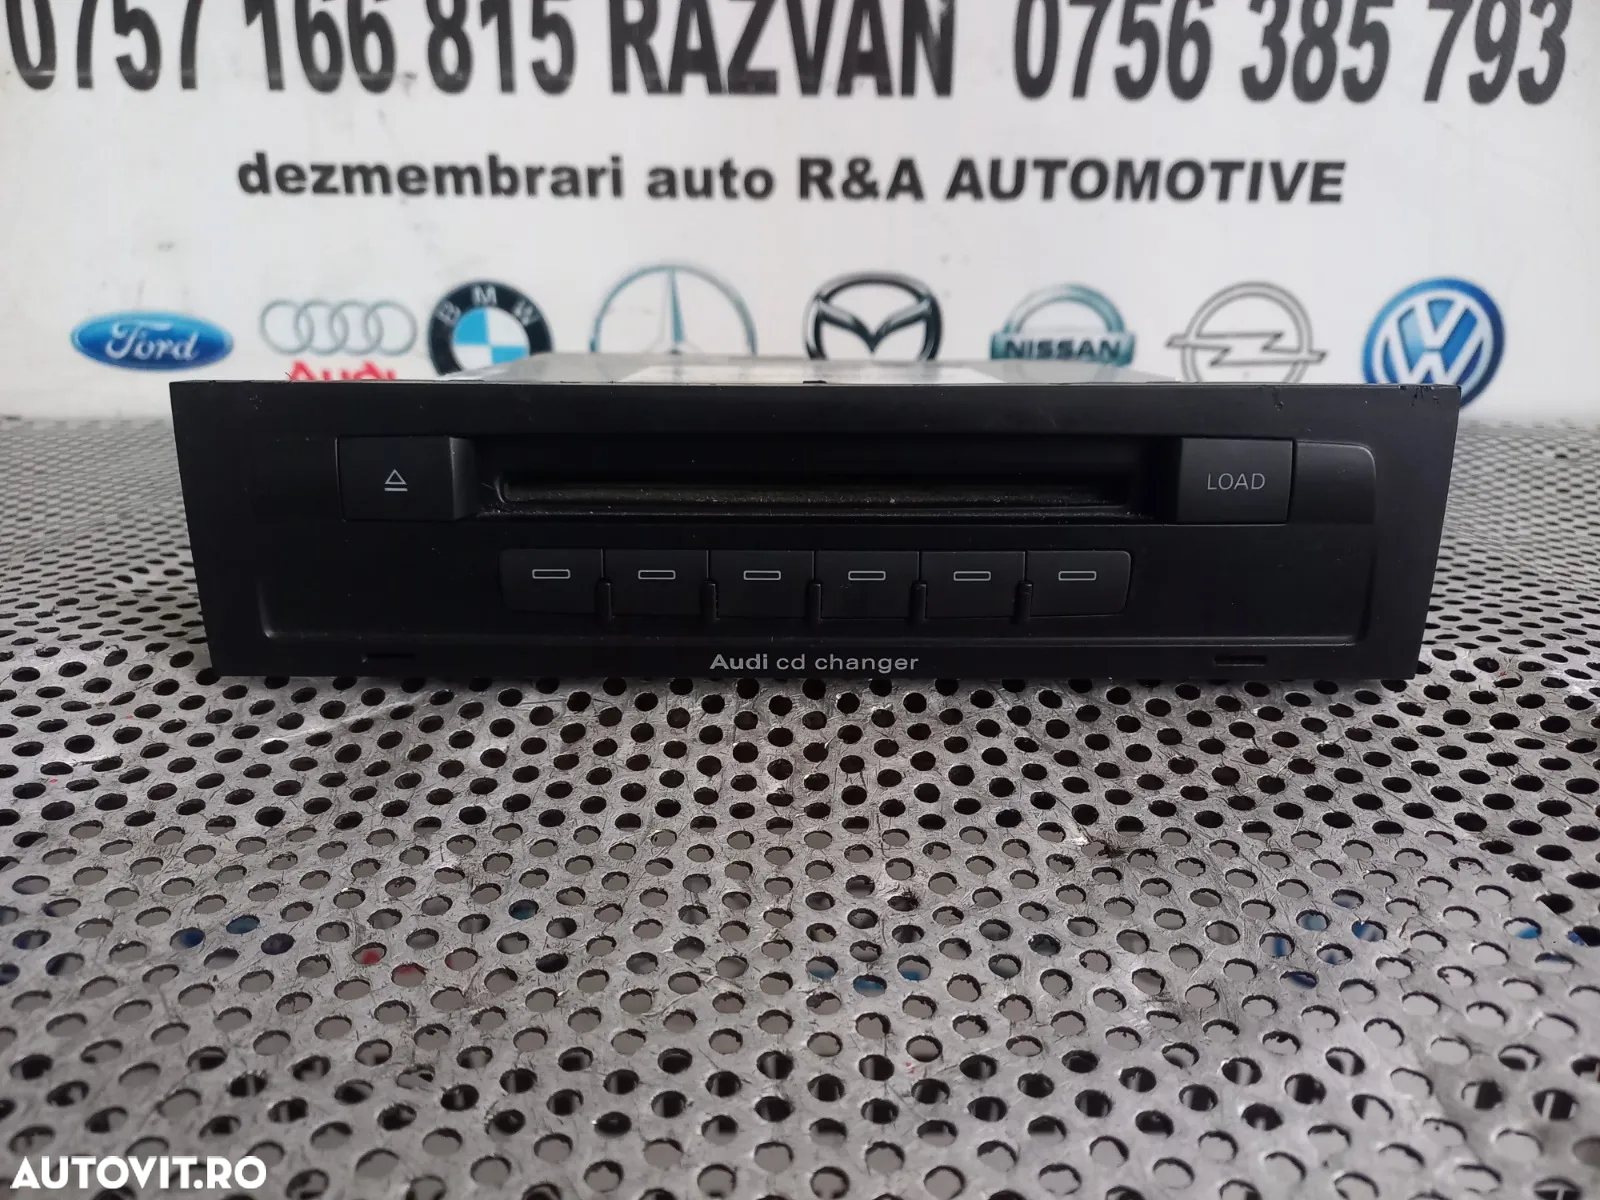 0757 166 815 RAZVAN 0756 385 793
dezmembrari auto R&A AUTOMOTIVE
Ford
Audi
BMW
NISSAN
LOAD
Audi cd changer
AUTOVIT.RO